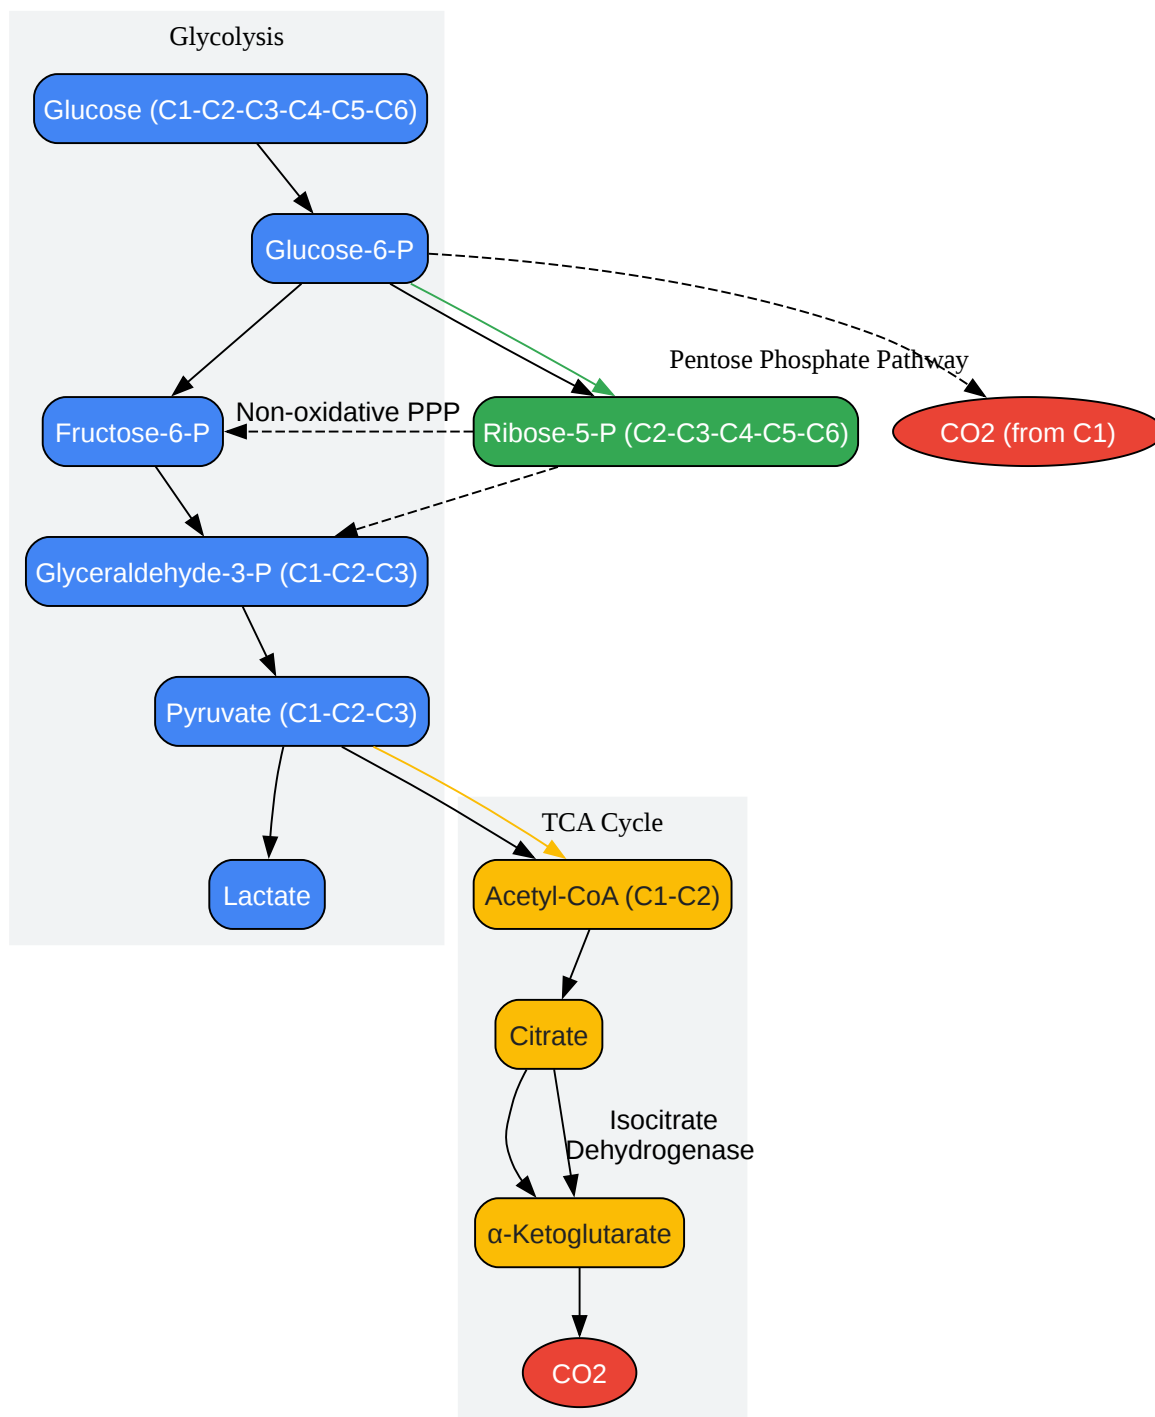 Glycolysis
Glucose (C1-C2-C3-C4-C5-C6)
Glucose-6-P
Pentose Phosphate Pathway
Non-oxidative PPP
Fructose-6-P
Ribose-5-P (C2-C3-C4-C5-C6)
CO2 (from C1)
Glyceraldehyde-3-P (C1-C2-C3)
Pyruvate (C1-C2-C3)
TCA Cycle
Lactate
Acetyl-CoA (C1-C2)
Citrate
Isocitrate
Dehydrogenase
α-Ketoglutarate
CO2